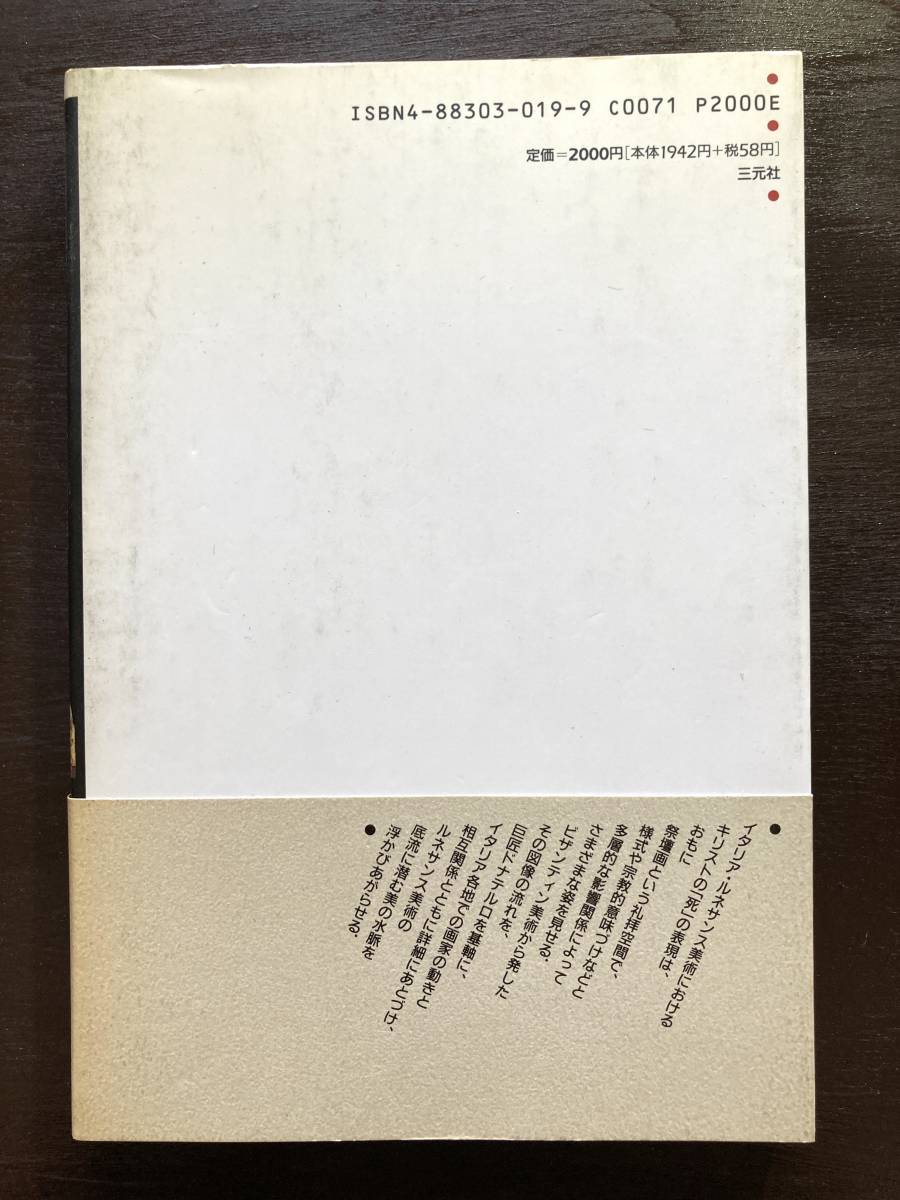 ISBN4-88303-019-9 C0071 P2000E
定価=2000円[本体1942円+税58円]
三元社
イタリア・ルネサンス美術における
キリストの「死」の表現は、
おもに
祭壇画という礼拝空間で、
様式や宗教的意味づけなどと
多層的な影響関係によって
さまざまな姿を見せる.
ビザンティン美術から発した
その図像の流れを、
巨匠ドナテルロを基軸に、
イタリア各地での画家の動きと
相互関係とともに詳細にあとづけ、
ルネサンス美術の
底流に潜む美の水脈を
浮かびあがらせる.